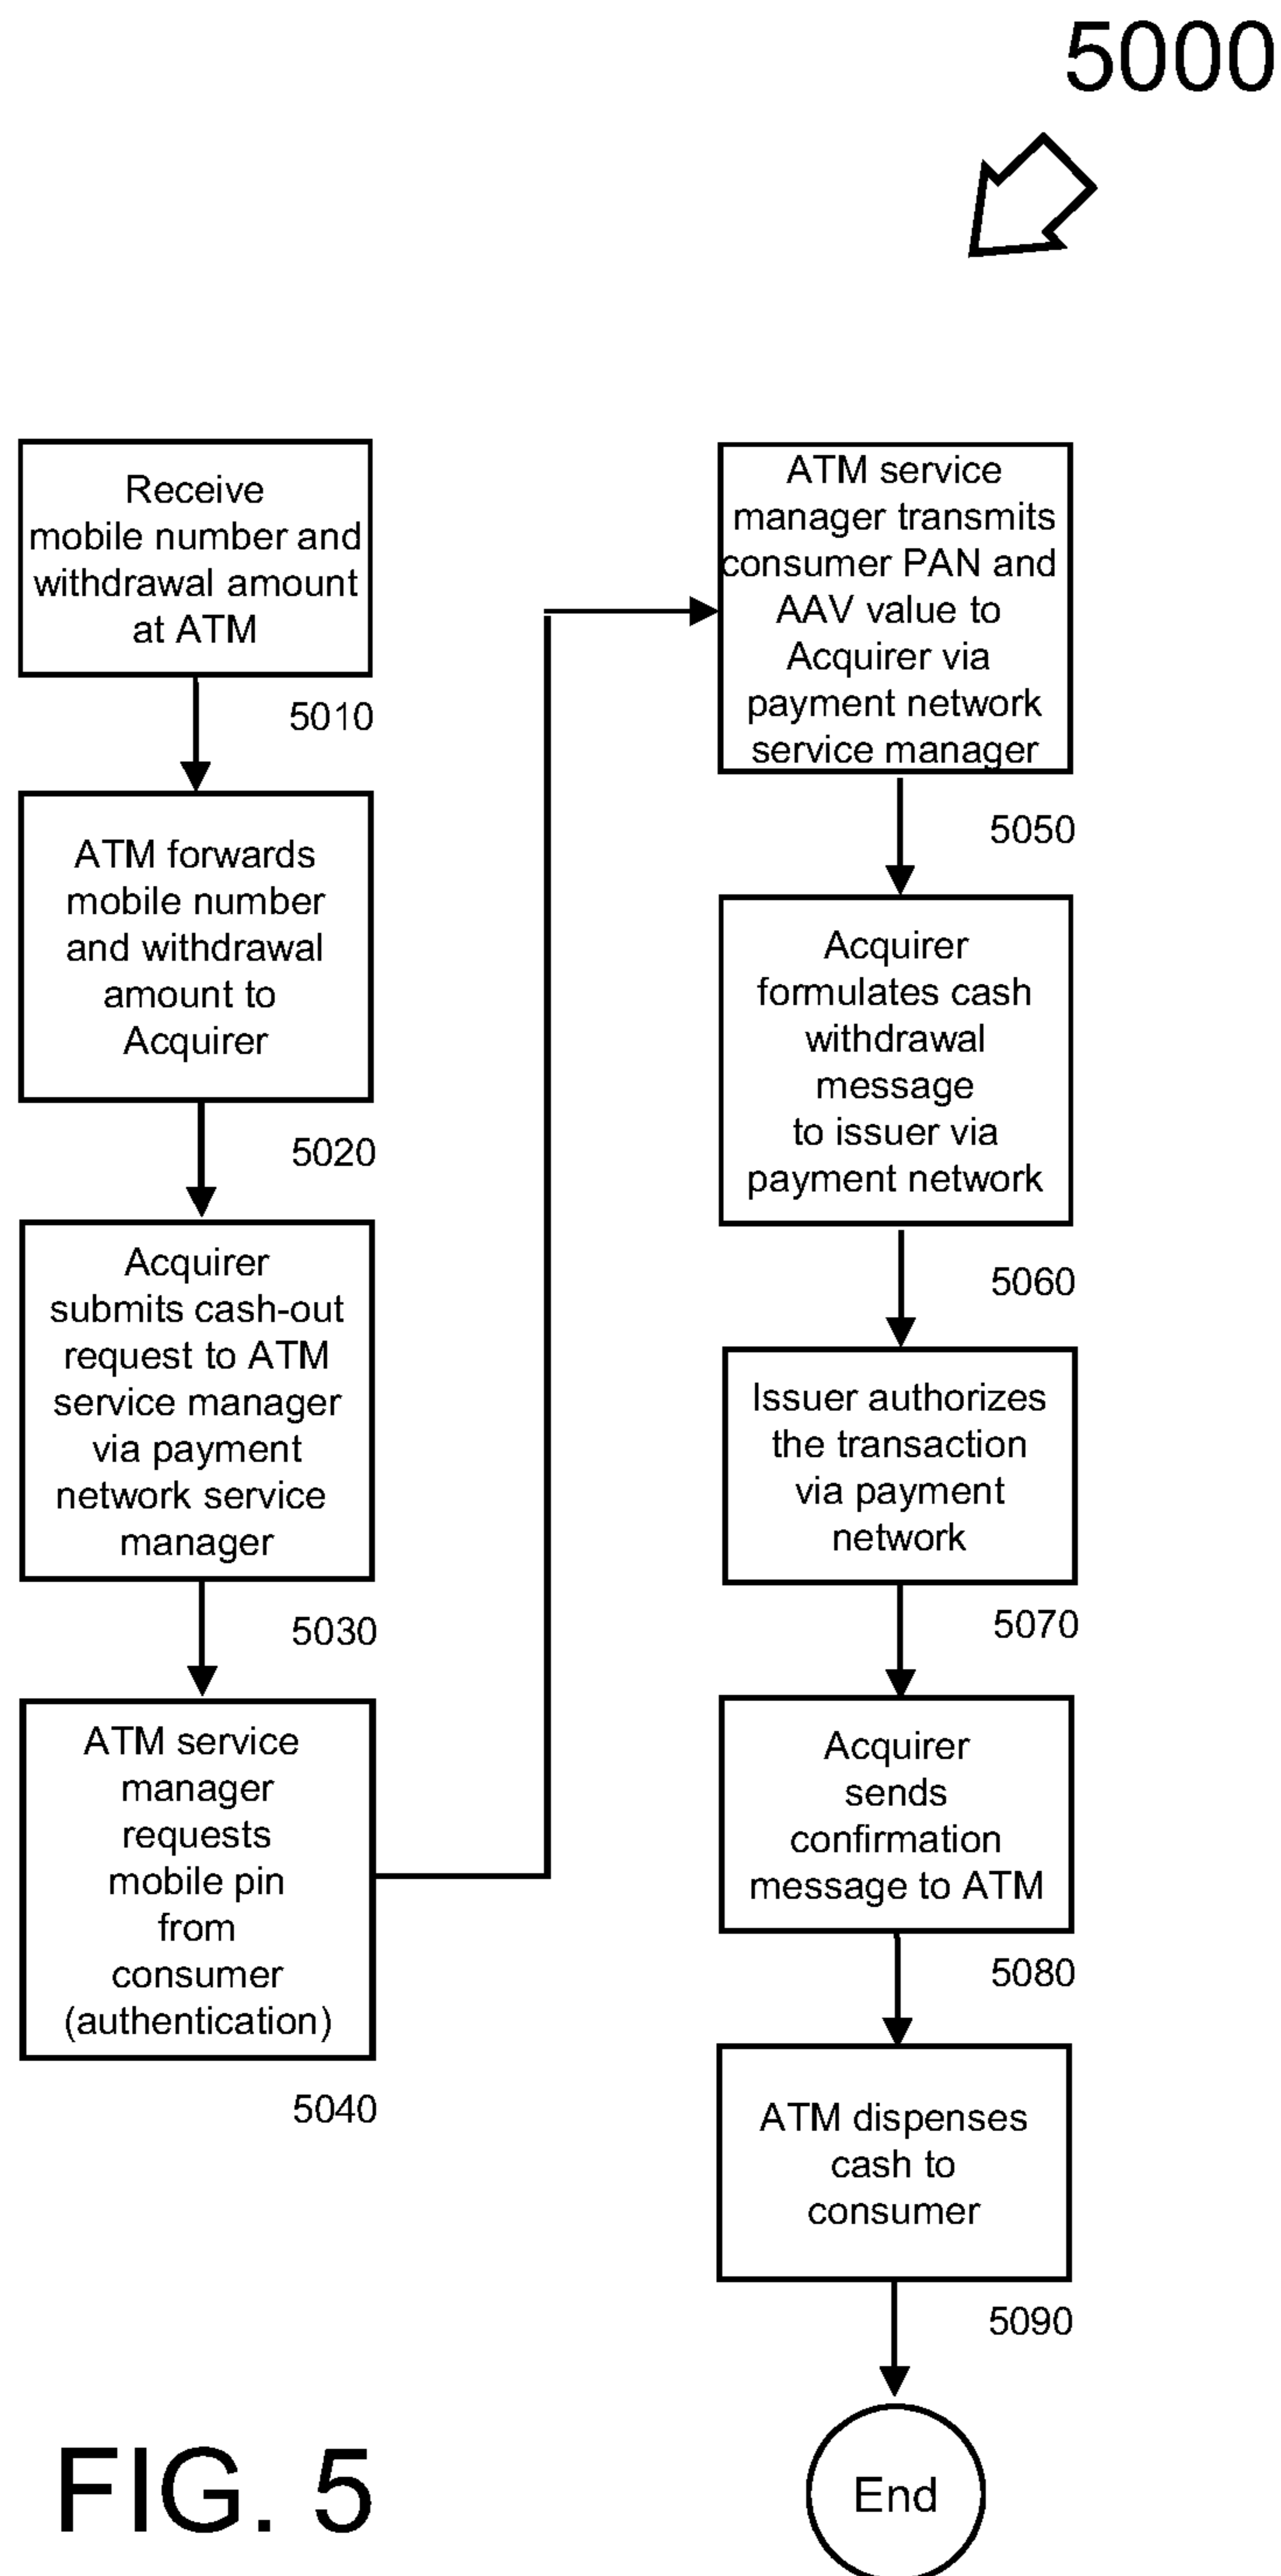 5000
Receive
mobile number and
withdrawal amount
at ATM
5010
ATM forwards
mobile number
and withdrawal
amount to
Acquirer
5020
Acquirer
submits cash-out
request to ATM
service manager
via payment
network service
manager
5030
ATM service
manager
requests
mobile pin
from
consumer
(authentication)
5040
ATM service
manager transmits
consumer PAN and
AAV value to
Acquirer via
payment network
service manager
5050
Acquirer
formulates cash
withdrawal
message
to issuer via
payment network
5060
Issuer authorizes
the transaction
via payment
network
5070
Acquirer
sends
confirmation
message to ATM
5080
ATM dispenses
cash to
consumer
5090
End
FIG. 5